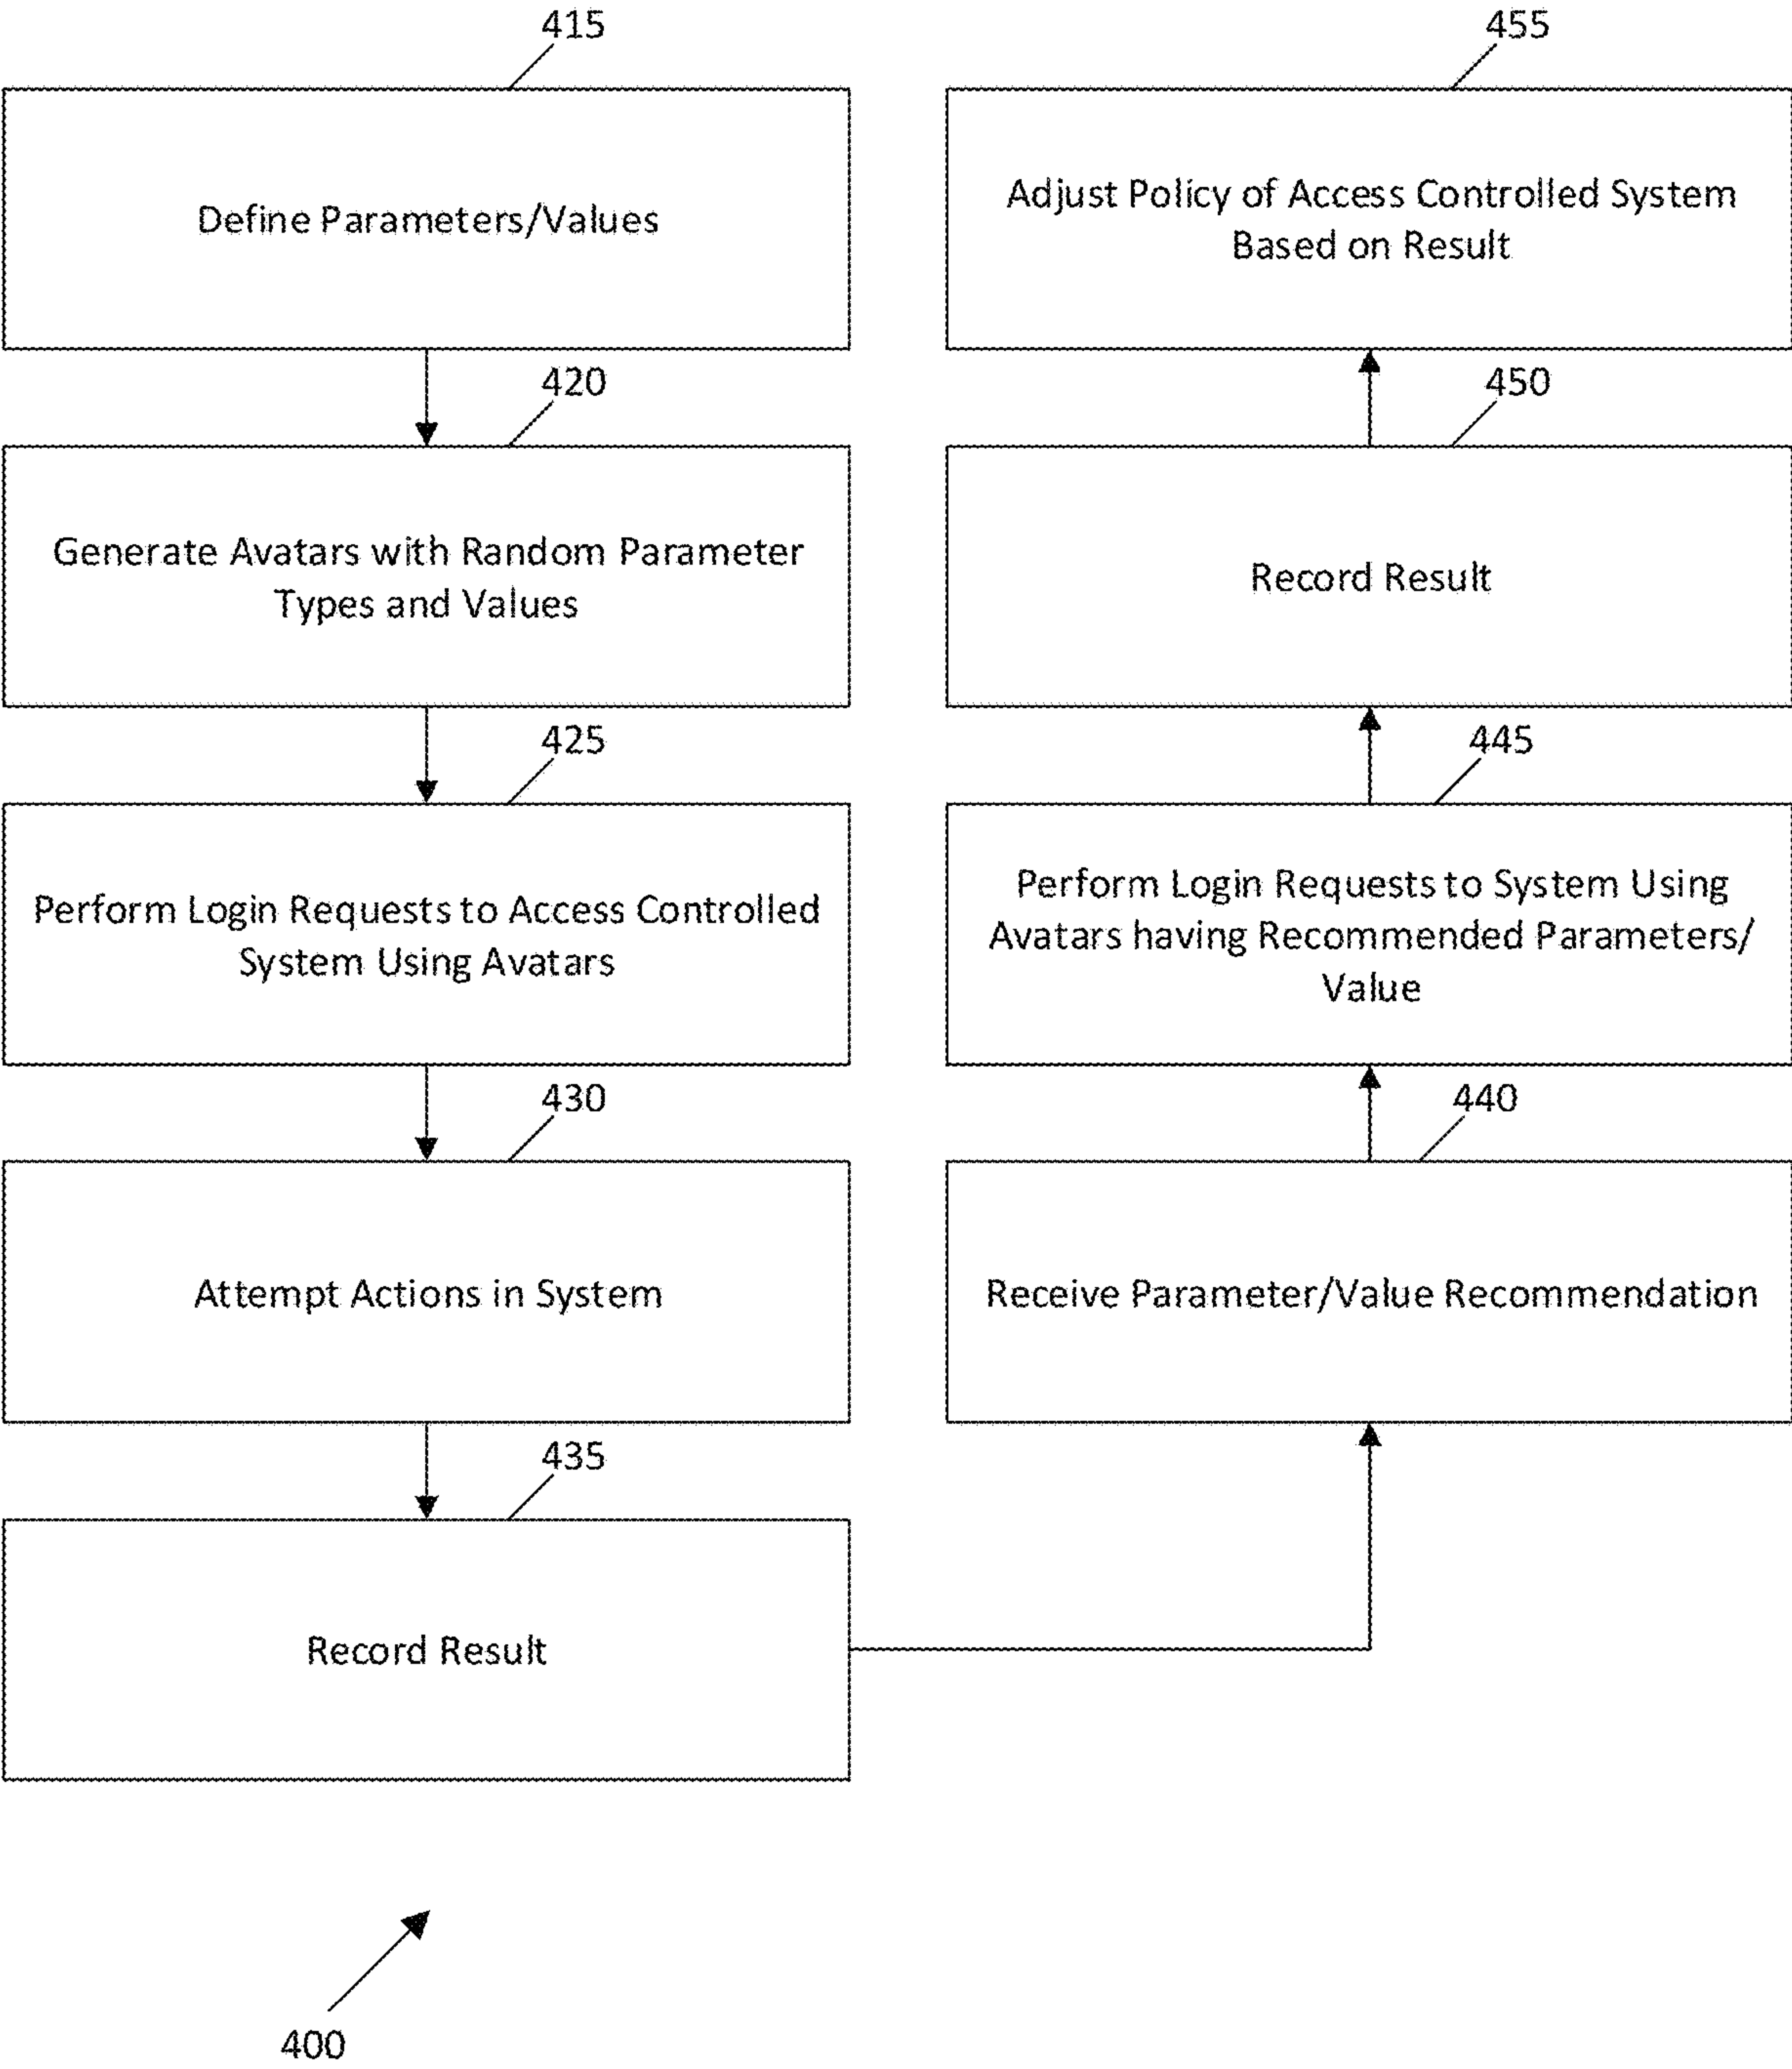 415
Define Parameters/Values
420
Generate Avatars with Random Parameter
Types and Values
425
Perform Login Requests to Access Controlled
System Using Avatars
430
Attempt Actions in System
435
Record Result
455
Adjust Policy of Access Controlled System
Based on Result
450
Record Result
445
Perform Login Requests to System Using
Avatars having Recommended Parameters/
Value
440
Receive Parameter/Value Recommendation
400